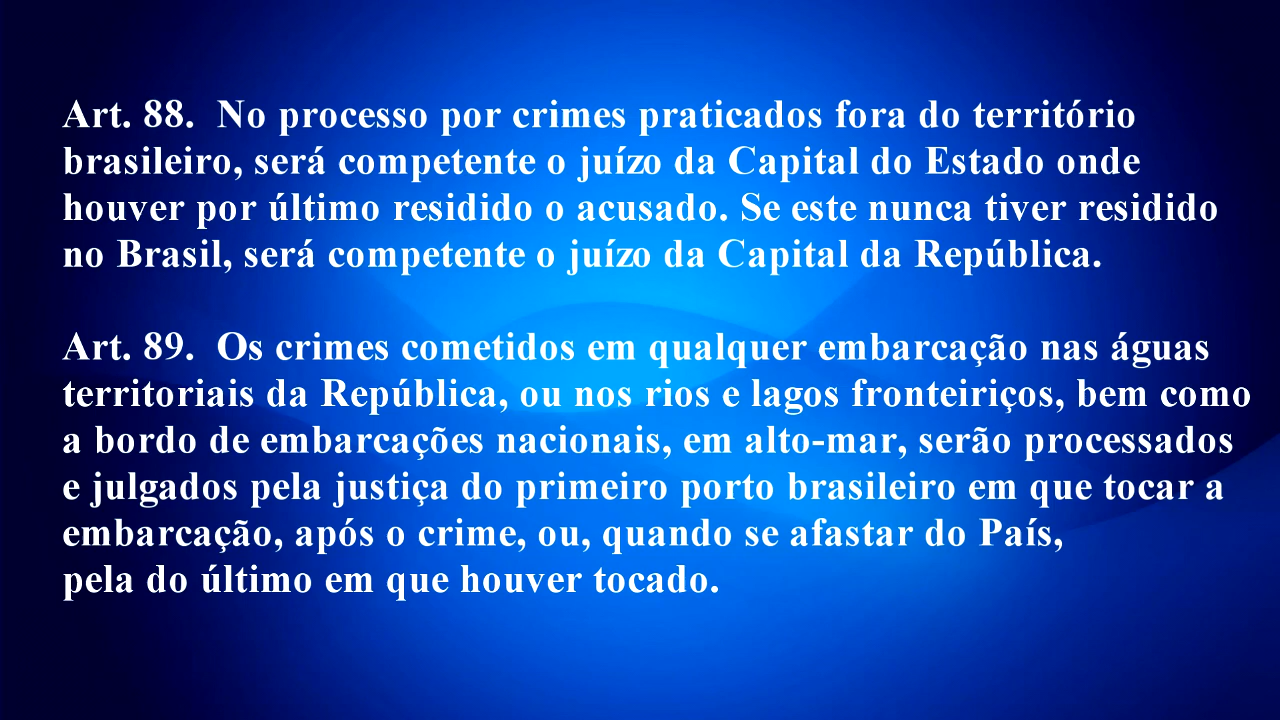 Art. 88.  No processo por crimes praticados fora do território
brasileiro, será competente o juízo da Capital do Estado onde
houver por último residido o acusado. Se este nunca tiver residido
no Brasil, será competente o juízo da Capital da República.
Art. 89.  Os crimes cometidos em qualquer embarcação nas águas
territoriais da República, ou nos rios e lagos fronteiriços, bem como
a bordo de embarcações nacionais, em alto-mar, serão processados
e julgados pela justiça do primeiro porto brasileiro em que tocar a
embarcação, após o crime, ou, quando se afastar do País,
pela do último em que houver tocado.